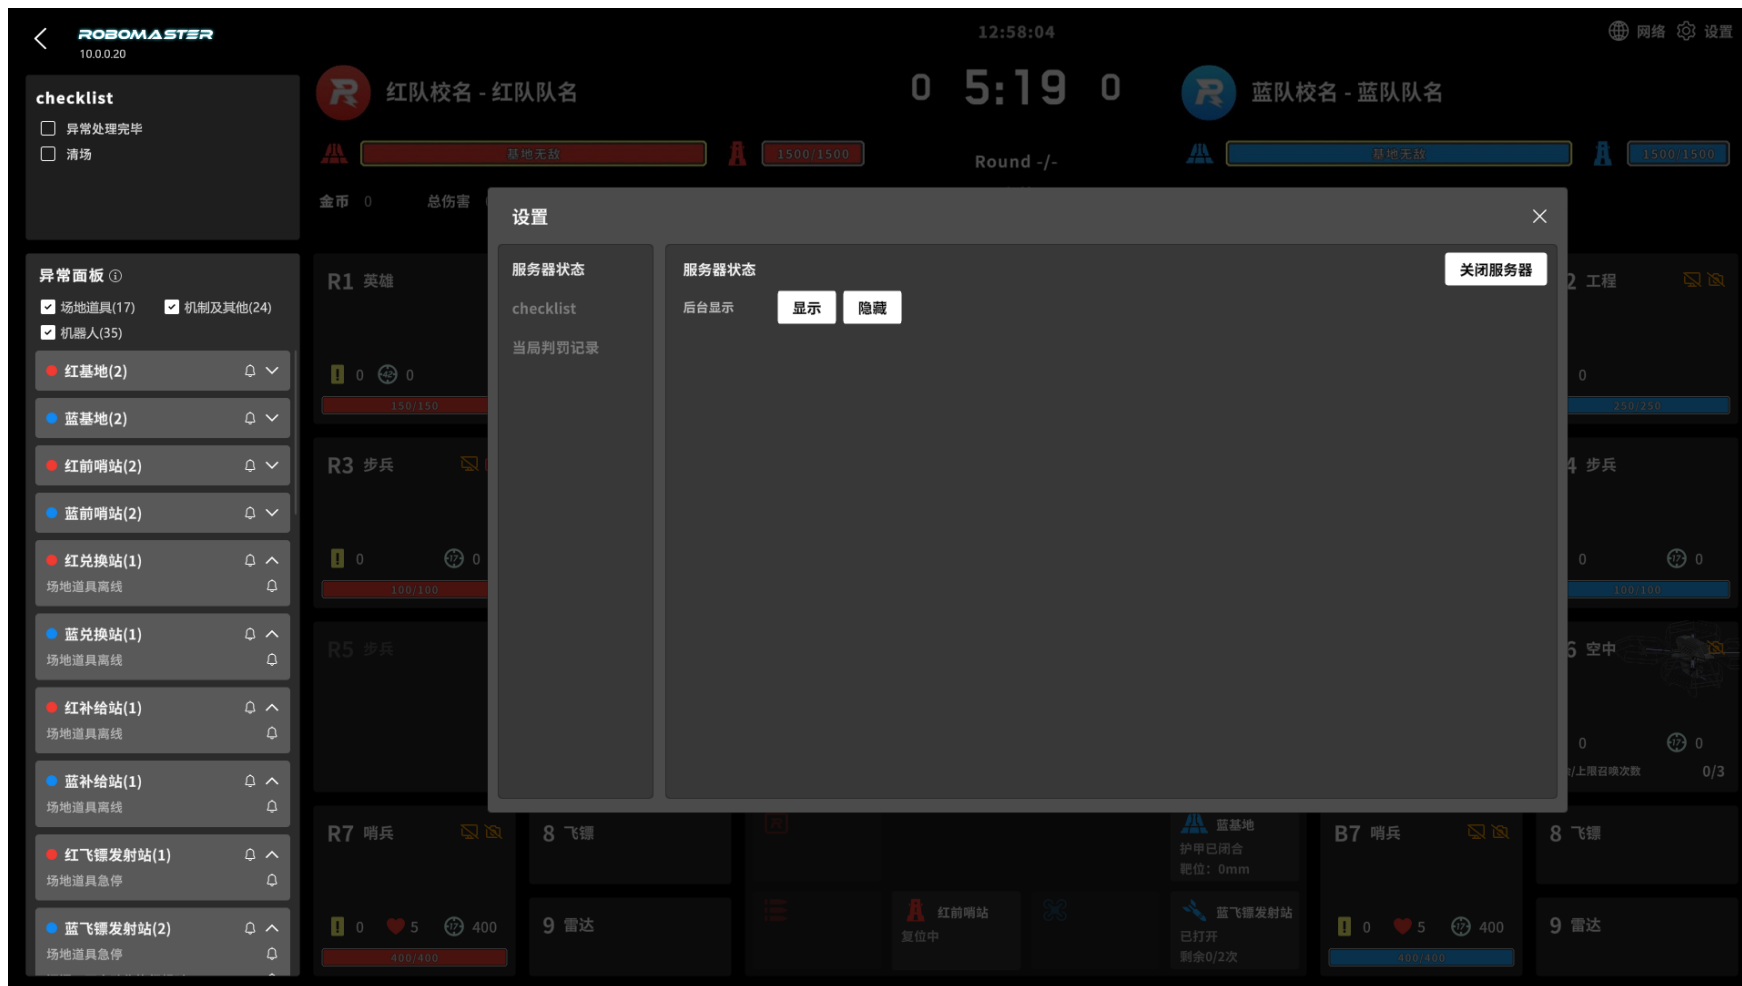 ROBOMASTER
10.0.0.20
12:58:04
网络 设置
checklist
异常处理完毕
清场
红队校名 - 红队队名
0 5:19 0
蓝队校名 - 蓝队队名
基地无敌
1500/1500
Round -/-
基地无敌
1500/1500
金币 0 总伤害
设置
服务器状态
checklist
当局判罚记录
服务器状态
关闭服务器
后台显示 显示 隐藏
异常面板
场地道具(17) 机制及其他(24)
机器人(35)
红基地(2)
蓝基地(2)
红前哨站(2)
蓝前哨站(2)
红兑换站(1)
场地道具离线
蓝兑换站(1)
场地道具离线
红补给站(1)
场地道具离线
蓝补给站(1)
场地道具离线
红飞镖发射站(1)
场地道具急停
蓝飞镖发射站(2)
场地道具急停
R1 英雄
0 42 0
150/150
R3 步兵
0 17 0
100/100
R5 步兵
R7 哨兵
0 5 17 400
400/400
8 飞镖
9 雷达
红前哨站
复位中
蓝基地
护甲已闭合
靶位：0mm
蓝飞镖发射站
已打开
剩余0/2次
2 工程
0
250/250
4 步兵
0 17 0
100/100
6 空中
0 17 0
/上限召唤次数 0/3
B7 哨兵
0 5 17 400
400/400
8 飞镖
9 雷达